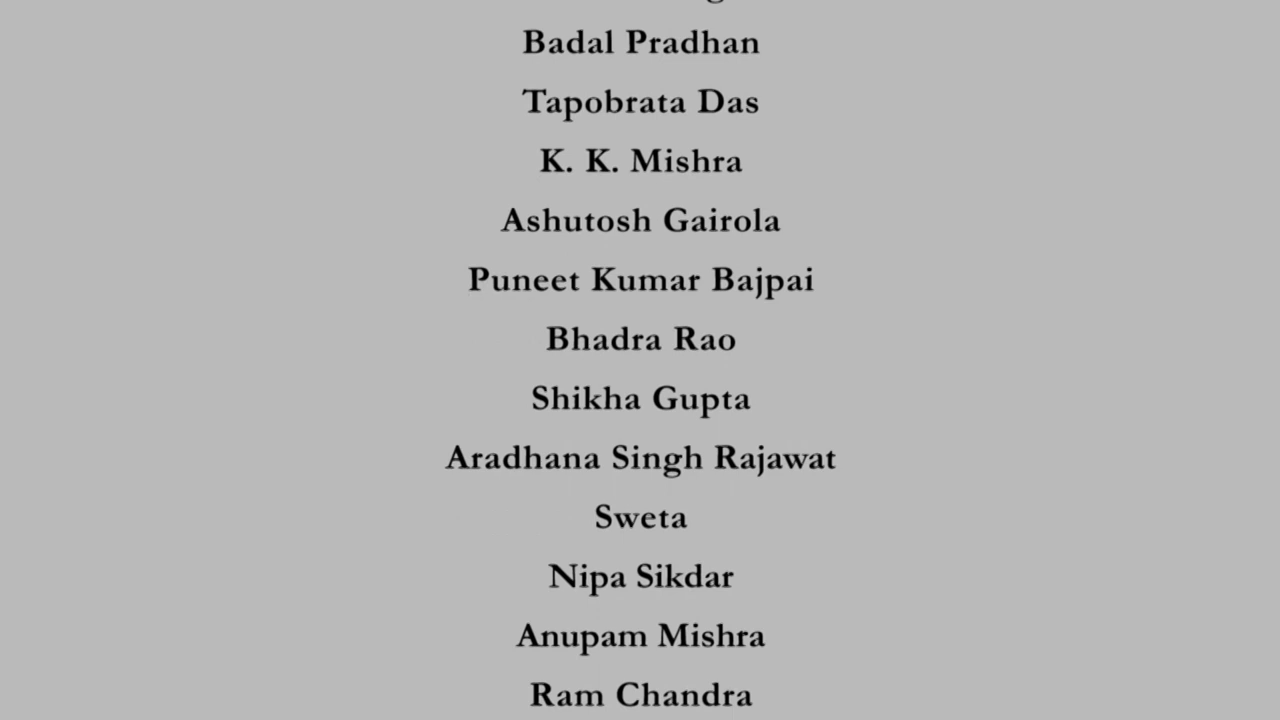 Badal Pradhan
Tapobrata Das
K. K. Mishra
Ashutosh Gairola
Puneet Kumar Bajpai
Bhadra Rao
Shikha Gupta
Aradhana Singh Rajawat
Sweta
Nipa Sikdar
Anupam Mishra
Ram Chandra